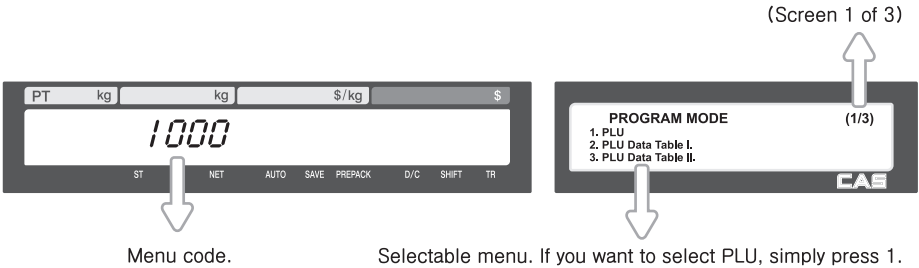 (Screen 1 of 3)
PT kg kg $/kg $
1000
ST NET AUTO SAVE PREPACK D/C SHIFT TR
PROGRAM MODE (1/3)
1. PLU
2. PLU Data Table I.
3. PLU Data Table II.
CAS
Menu code.
Selectable menu. If you want to select PLU, simply press 1.